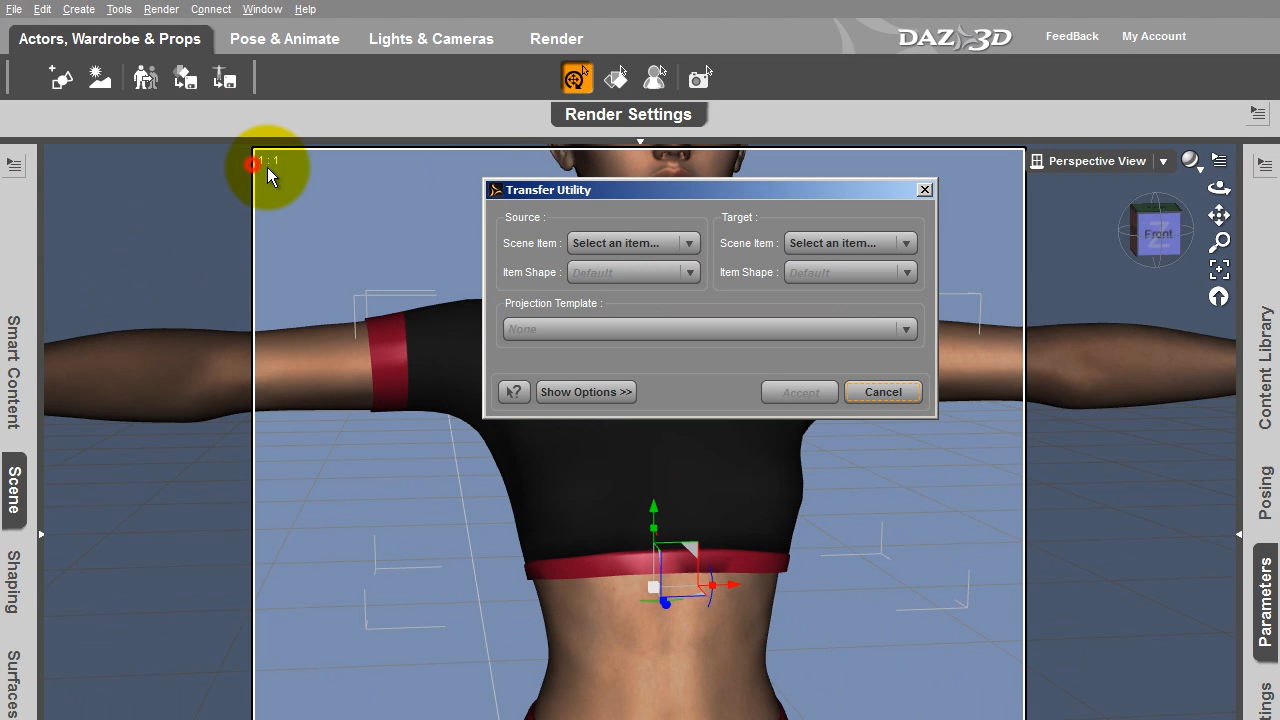 File Edit Create Tools Render Connect Window Help
Actors, Wardrobe & Props Pose & Animate Lights & Cameras Render
DAZ 3D FeedBack My Account
Render Settings
1 : 1
Perspective View
Front
Z
Transfer Utility
Source : Target :
Scene Item : Select an item... Scene Item : Select an item...
Item Shape : Default Item Shape : Default
Projection Template :
None
? Show Options >> Accept Cancel
Smart Content
Scene
Shaping
Surfaces
Content Library
Posing
Parameters
tings